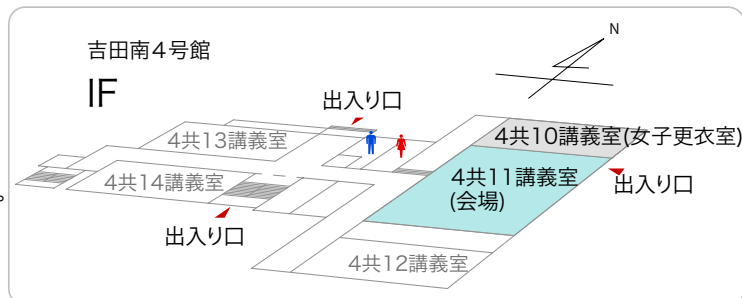 吉田南4号館
1F
N
出入り口
4共13講義室
4共10講義室(女子更衣室)
4共14講義室
4共11講義室
(会場)
出入り口
出入り口
4共12講義室
。